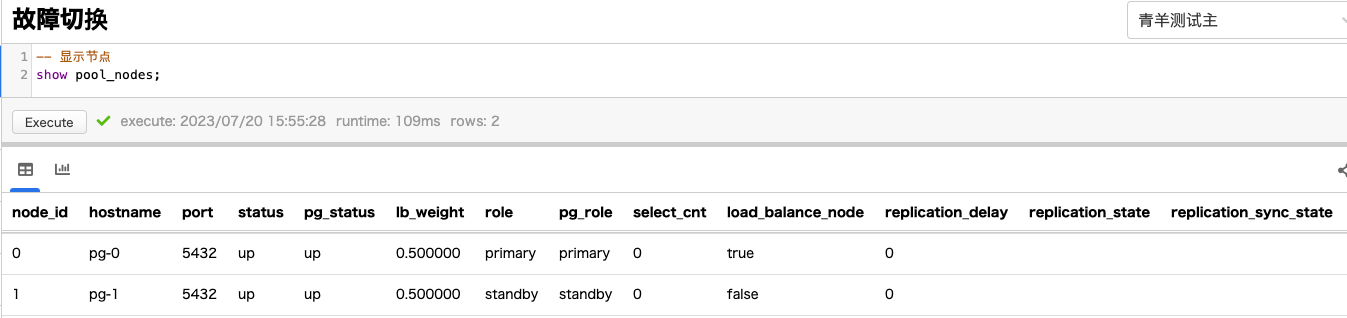 故障切换
青羊测试主
1 -- 显示节点
2 show pool_nodes;
Execute execute: 2023/07/20 15:55:28 runtime: 109ms rows: 2
node_id hostname port status pg_status lb_weight role pg_role select_cnt load_balance_node replication_delay replication_state replication_sync_state
0 pg-0 5432 up up 0.500000 primary primary 0 true 0
1 pg-1 5432 up up 0.500000 standby standby 0 false 0